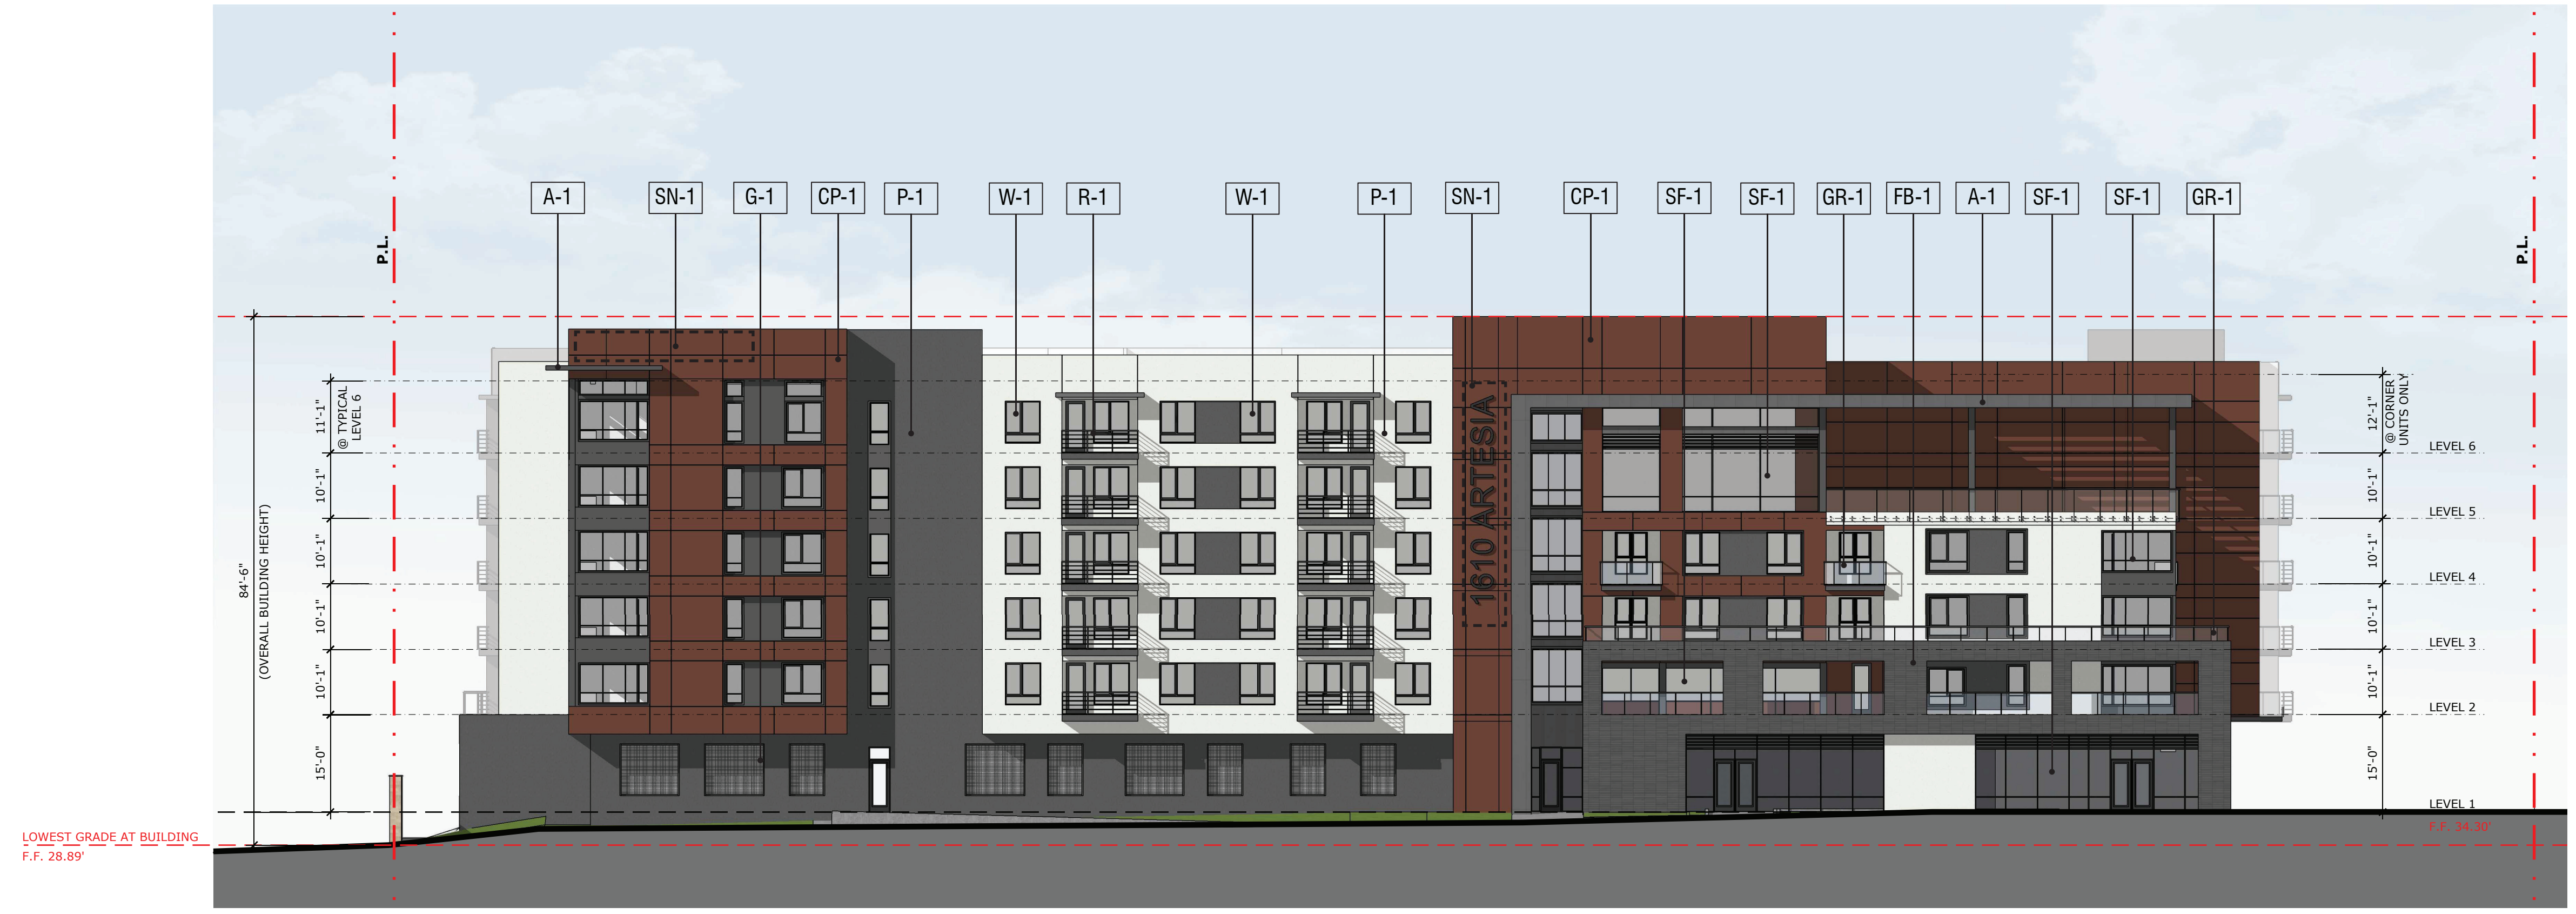 A-1
SN-1
G-1
CP-1
P-1
W-1
R-1
W-1
P-1
SN-1
CP-1
SF-1
SF-1
GR-1
FB-1
A-1
SF-1
SF-1
GR-1
P.L.
P.L.
84'-6"
(OVERALL BUILDING HEIGHT)
11'-1"
@ TYPICAL
LEVEL 6
10'-1"
10'-1"
10'-1"
10'-1"
15'-0"
1610 ARTESIA
12'-1"
@ CORNER
UNITS ONLY
10'-1"
10'-1"
10'-1"
10'-1"
15'-0"
LEVEL 6
LEVEL 5
LEVEL 4
LEVEL 3
LEVEL 2
LEVEL 1
F.F. 34.30'
LOWEST GRADE AT BUILDING
F.F. 28.89'